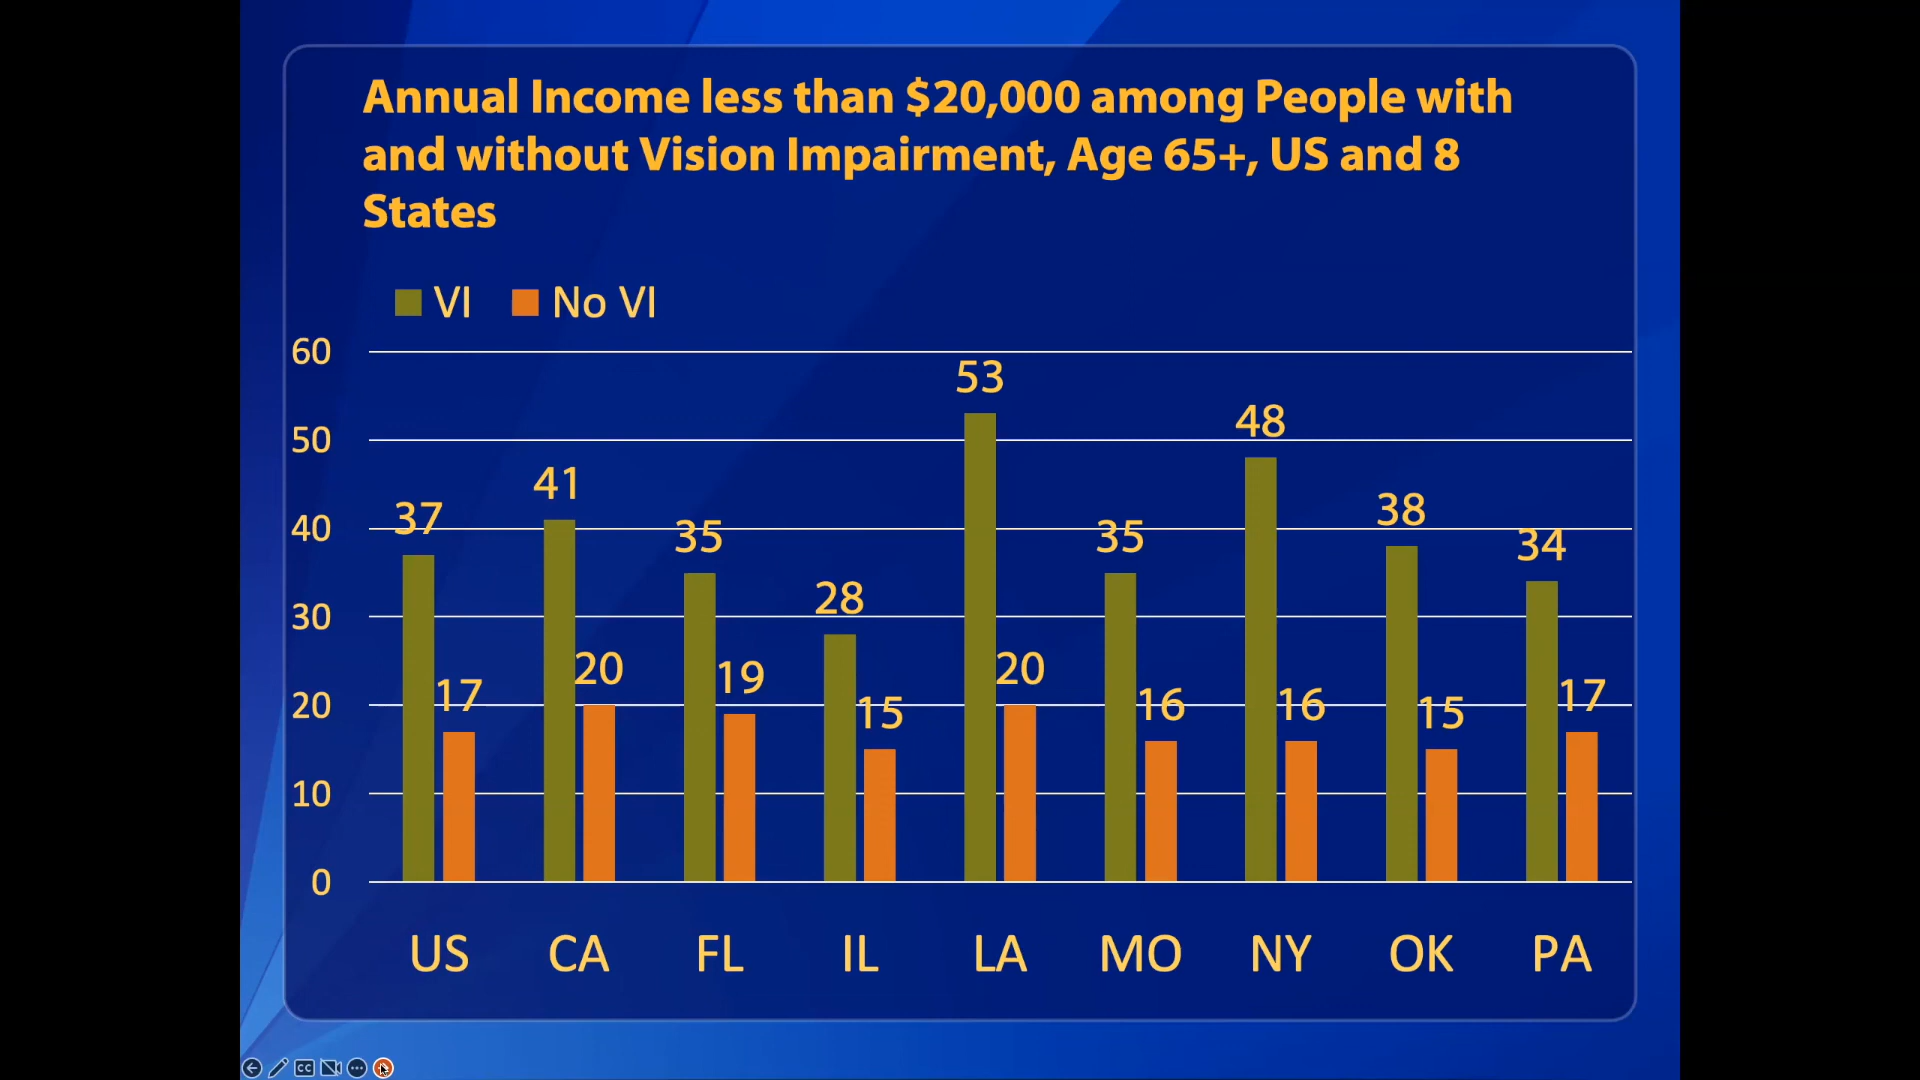 Annual Income less than $20,000 among People with
and without Vision Impairment, Age 65+, US and 8
States
VI No VI
60
50
40
30
20
10
0
37 17
41 20
35 19
28 15
53 20
35 16
48 16
38 15
34 17
US CA FL IL LA MO NY OK PA
CC